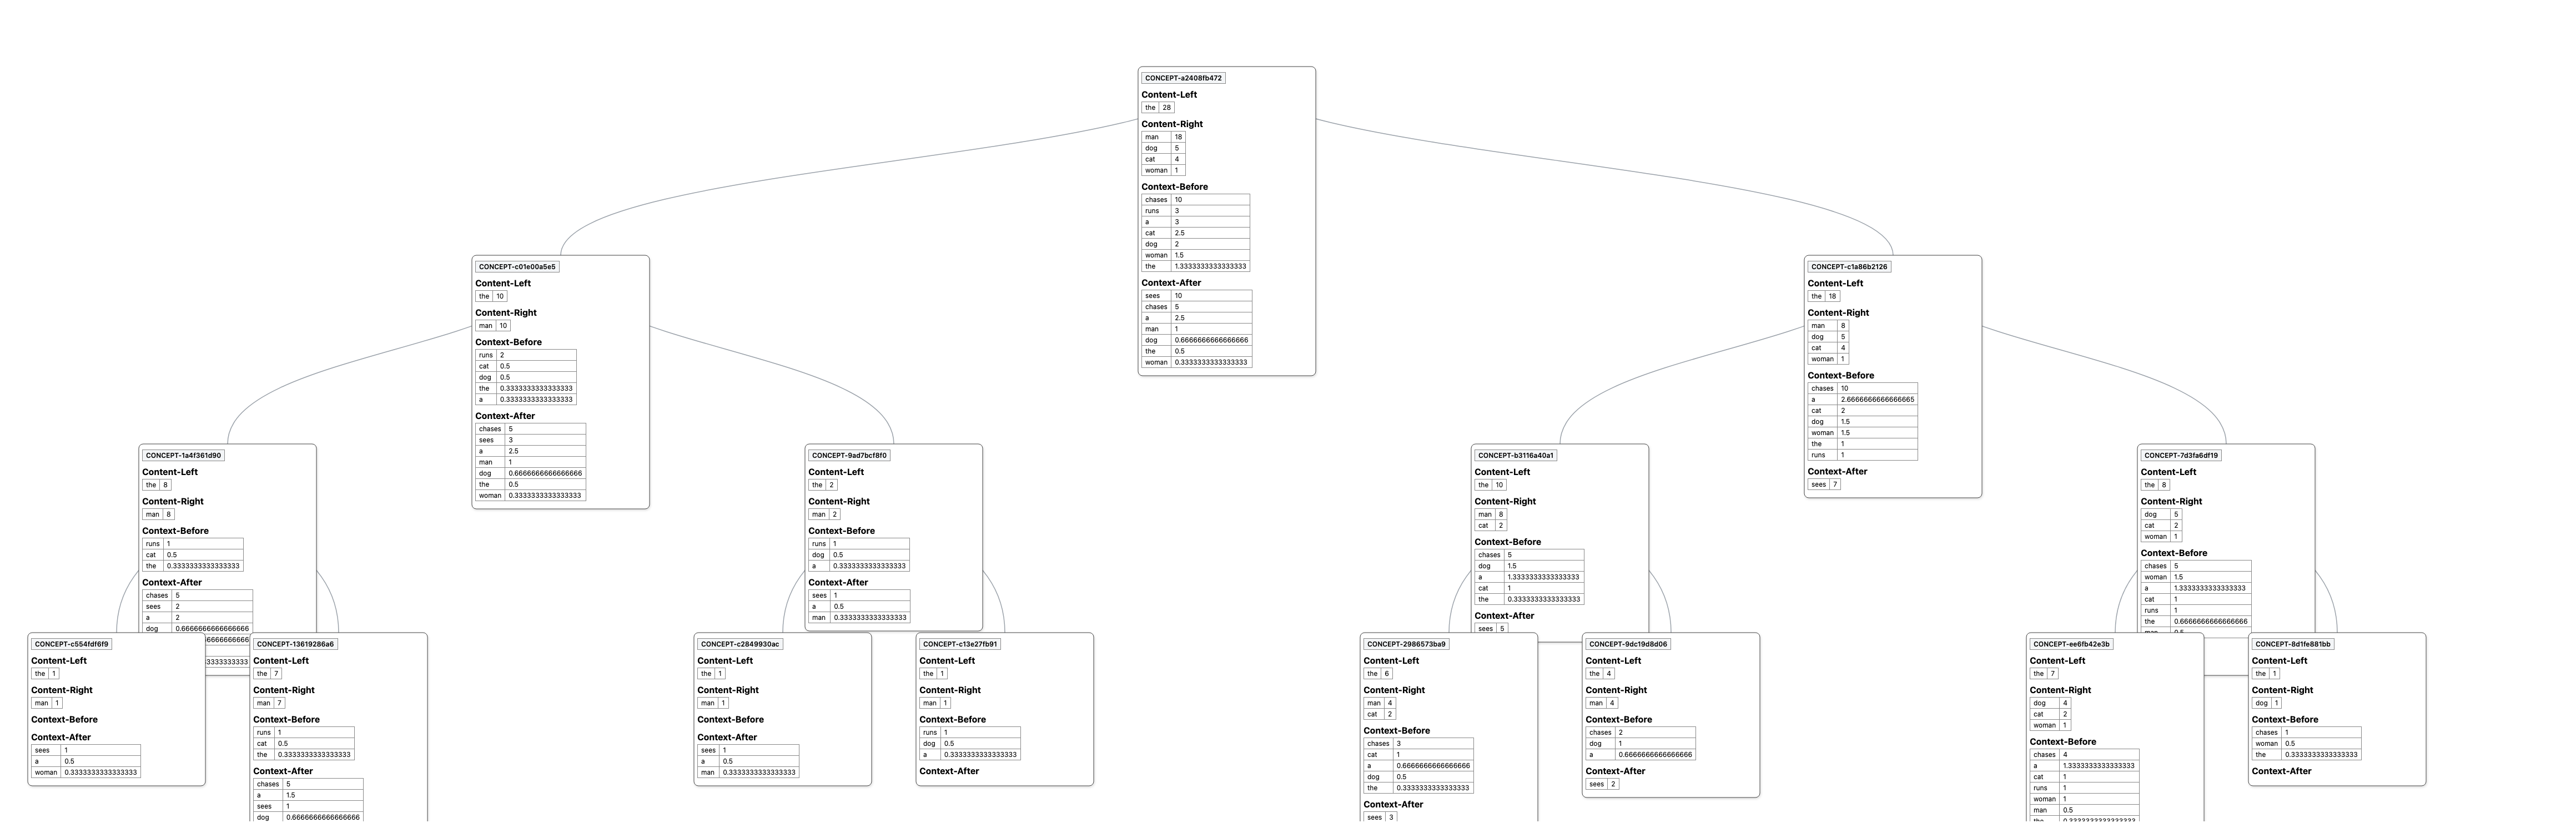 CONCEPT-a2408fb472
Content-Left
the 28
Content-Right
man 18
dog 5
cat 4
woman 1
Context-Before
chases 10
runs 3
a 3
cat 2.5
dog 2
woman 1.5
the 1.3333333333333333
Context-After
sees 10
chases 5
a 2.5
man 1
dog 0.6666666666666666
the 0.5
woman 0.3333333333333333
CONCEPT-c01e00a5e5
Content-Left
the 10
Content-Right
man 10
Context-Before
runs 2
cat 0.5
dog 0.5
the 0.3333333333333333
a 0.3333333333333333
Context-After
chases 5
sees 3
a 2.5
man 1
dog 0.6666666666666666
the 0.5
woman 0.3333333333333333
CONCEPT-c1a86b2126
Content-Left
the 18
Content-Right
man 8
dog 5
cat 4
woman 1
Context-Before
chases 10
a 2.6666666666666665
cat 2
dog 1.5
woman 1.5
the 1
runs 1
Context-After
sees 7
CONCEPT-1a4f361d90
Content-Left
the 8
Content-Right
man 8
Context-Before
runs 1
cat 0.5
the 0.3333333333333333
Context-After
chases 5
sees 2
a 2
dog 0.6666666666666666
CONCEPT-9ad7bcf8f0
Content-Left
the 2
Content-Right
man 2
Context-Before
runs 1
dog 0.5
a 0.3333333333333333
Context-After
sees 1
a 0.5
man 0.3333333333333333
CONCEPT-b3116a40a1
Content-Left
the 10
Content-Right
man 8
cat 2
Context-Before
chases 5
dog 1.5
a 1.3333333333333333
cat 1
the 0.3333333333333333
Context-After
sees 5
CONCEPT-7d3fa6df19
Content-Left
the 8
Content-Right
dog 5
cat 2
woman 1
Context-Before
chases 5
woman 1.5
a 1.3333333333333333
cat 1
runs 1
the 0.6666666666666666
CONCEPT-c554fdf6f9
Content-Left
the 1
Content-Right
man 1
Context-Before
Context-After
sees 1
a 0.5
woman 0.3333333333333333
CONCEPT-13619286a6
Content-Left
the 7
Content-Right
man 7
Context-Before
runs 1
cat 0.5
the 0.3333333333333333
Context-After
chases 5
a 1.5
sees 1
dog 0.6666666666666666
CONCEPT-c2849930ac
Content-Left
the 1
Content-Right
man 1
Context-Before
Context-After
sees 1
a 0.5
man 0.3333333333333333
CONCEPT-c13e27fb91
Content-Left
the 1
Content-Right
man 1
Context-Before
runs 1
dog 0.5
a 0.3333333333333333
Context-After
CONCEPT-2986573ba9
Content-Left
the 6
Content-Right
man 4
cat 2
Context-Before
chases 3
cat 1
a 0.6666666666666666
dog 0.5
the 0.3333333333333333
Context-After
sees 3
CONCEPT-9dc19d8d06
Content-Left
the 4
Content-Right
man 4
Context-Before
chases 2
dog 1
a 0.6666666666666666
Context-After
sees 2
CONCEPT-ee6fb42e3b
Content-Left
the 7
Content-Right
dog 4
cat 2
woman 1
Context-Before
chases 4
a 1.3333333333333333
cat 1
runs 1
woman 1
man 0.5
CONCEPT-8d1fe881bb
Content-Left
the 1
Content-Right
dog 1
Context-Before
chases 1
woman 0.5
the 0.3333333333333333
Context-After